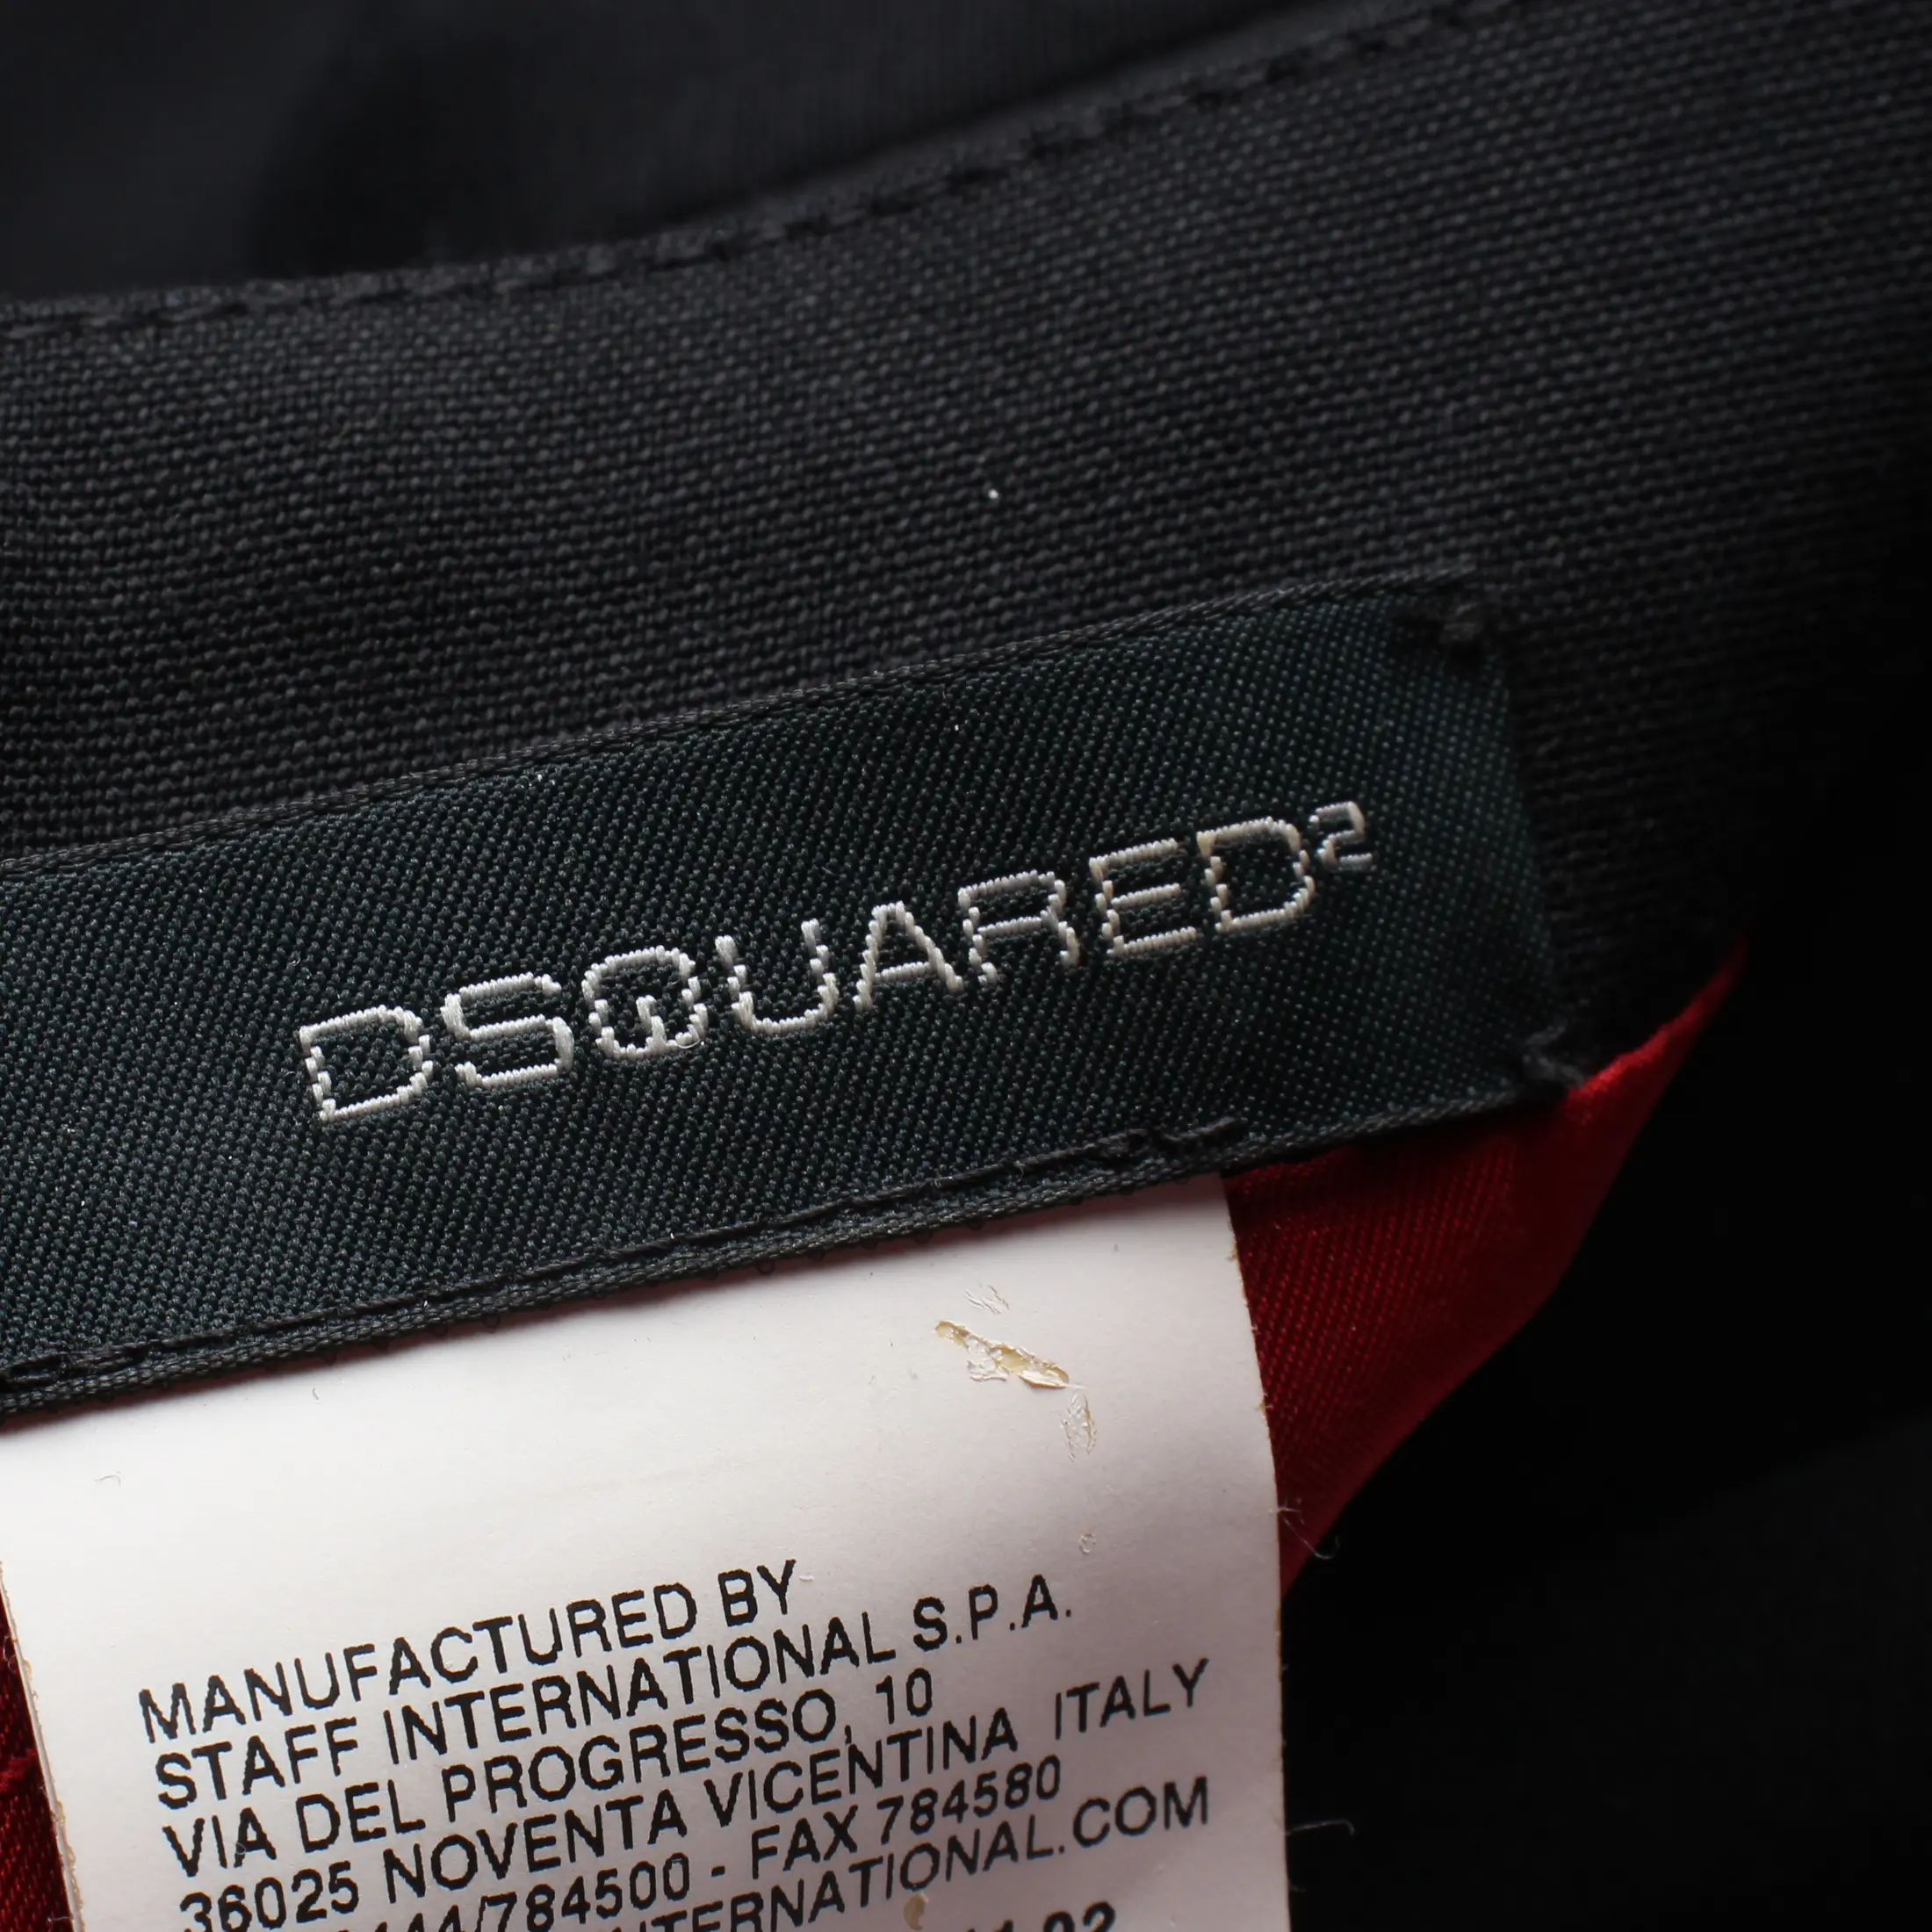 DSQUARED²
MANUFACTURED BY
STAFF INTERNATIONAL S.P.A.
VIA DEL PROGRESSO, 10
36025 NOVENTA VICENTINA ITALY
/784500 - FAX 784580